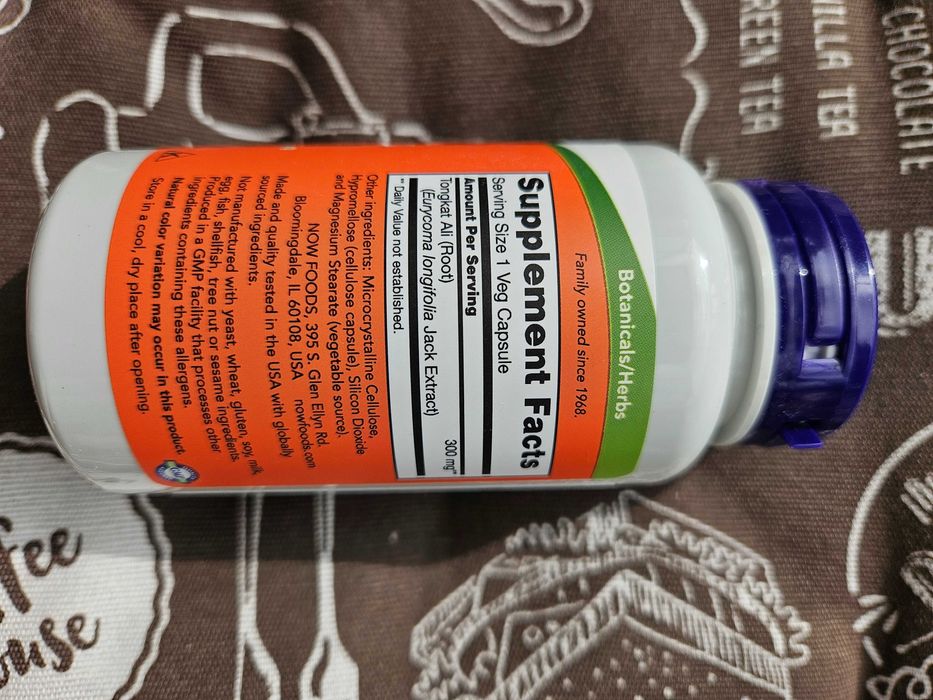 Botanicals/Herbs
Family owned since 1968.
Supplement Facts
Serving Size 1 Veg Capsule
Amount Per Serving
Tongkat Ali (Root) 300 mg**
(Eurycoma longifolia Jack Extract)
** Daily Value not established.
Other ingredients: Microcrystalline Cellulose,
Hypromellose (cellulose capsule), Silicon Dioxide
and Magnesium Stearate (vegetable source).
NOW FOODS, 395 S. Glen Ellyn Rd.
Bloomingdale, IL 60108, USA nowfoods.com
Made and quality tested in the USA with globally
sourced ingredients.
Not manufactured with yeast, wheat, gluten, soy, milk,
egg, fish, shellfish, tree nut or sesame ingredients.
Produced in a GMP facility that processes other
ingredients containing these allergens.
Natural color variation may occur in this product.
Store in a cool, dry place after opening.
CHOCOLATE
VILLA TEA
GREEN TEA
ffee
ouse